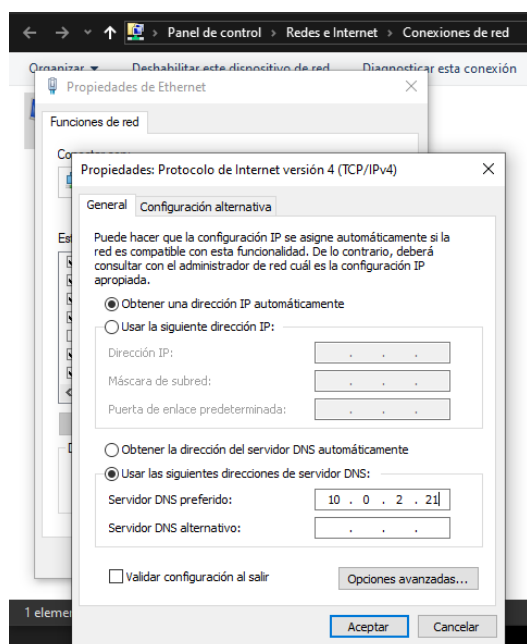 Panel de control > Redes e Internet > Conexiones de red
Organizar Deshabilitar este dispositivo de red Diagnosticar esta conexión
Propiedades de Ethernet
Funciones de red
Propiedades: Protocolo de Internet versión 4 (TCP/IPv4)
General Configuración alternativa
Puede hacer que la configuración IP se asigne automáticamente si la
red es compatible con esta funcionalidad. De lo contrario, deberá
consultar con el administrador de red cuál es la configuración IP
apropiada.
Obtener una dirección IP automáticamente
Usar la siguiente dirección IP:
Dirección IP:
Máscara de subred:
Puerta de enlace predeterminada:
Obtener la dirección del servidor DNS automáticamente
Usar las siguientes direcciones de servidor DNS:
Servidor DNS preferido: 10 . 0 . 2 . 21
Servidor DNS alternativo:
Validar configuración al salir
Opciones avanzadas...
1
Aceptar Cancelar